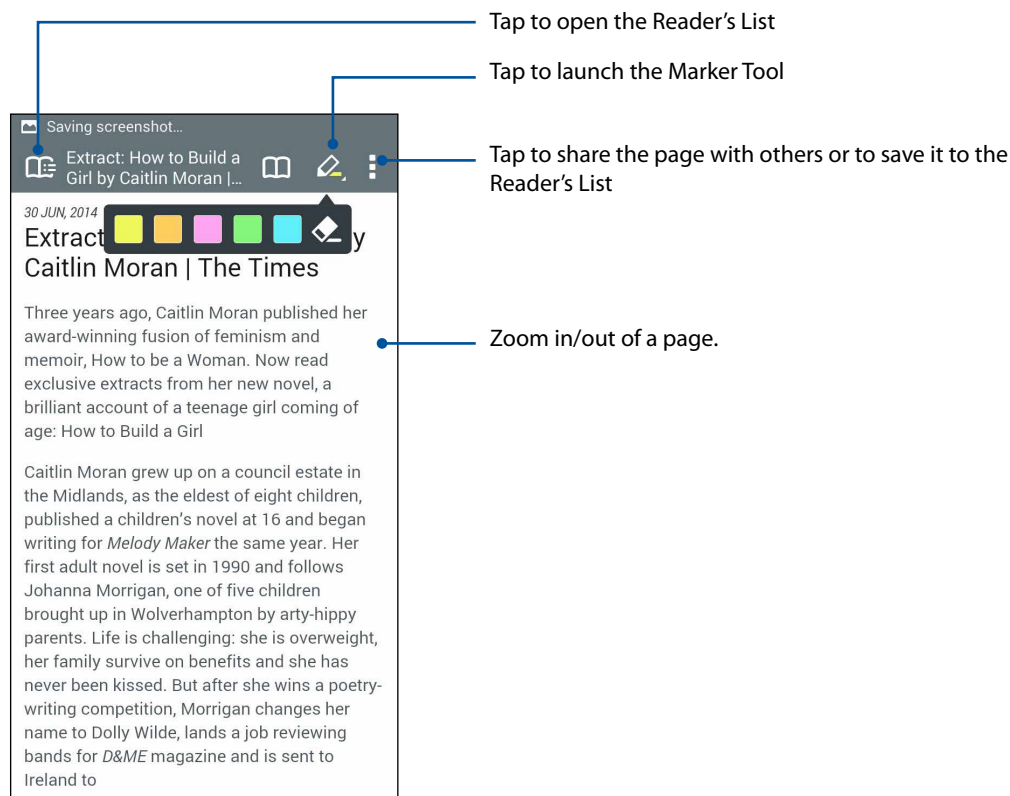 Tap to open the Reader’s List
Tap to launch the Marker Tool
Saving screenshot…
Extract: How to Build a
Girl by Caitlin Moran |…
Tap to share the page with others or to save it to the
Reader’s List
30 JUN, 2014
Extract y
Caitlin Moran | The Times
Three years ago, Caitlin Moran published her
award-winning fusion of feminism and
memoir, How to be a Woman. Now read
exclusive extracts from her new novel, a
brilliant account of a teenage girl coming of
age: How to Build a Girl
Zoom in/out of a page.
Caitlin Moran grew up on a council estate in
the Midlands, as the eldest of eight children,
published a children’s novel at 16 and began
writing for Melody Maker the same year. Her
first adult novel is set in 1990 and follows
Johanna Morrigan, one of five children
brought up in Wolverhampton by arty-hippy
parents. Life is challenging: she is overweight,
her family survive on benefits and she has
never been kissed. But after she wins a poetry-
writing competition, Morrigan changes her
name to Dolly Wilde, lands a job reviewing
bands for D&ME magazine and is sent to
Ireland to